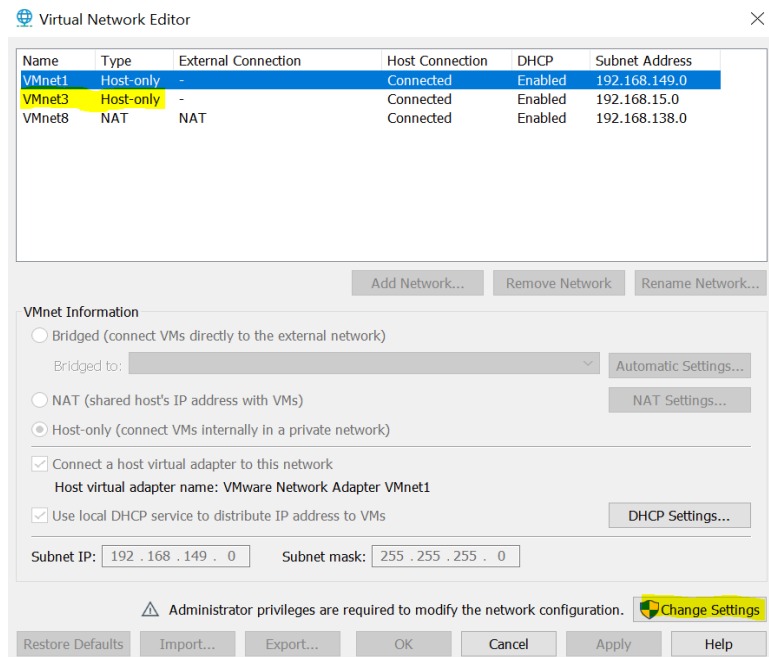 Virtual Network Editor
Name Type External Connection Host Connection DHCP Subnet Address
VMnet1 Host-only - Connected Enabled 192.168.149.0
VMnet3 Host-only - Connected Enabled 192.168.15.0
VMnet8 NAT NAT Connected Enabled 192.168.138.0
Add Network... Remove Network Rename Network...
VMnet Information
Bridged (connect VMs directly to the external network)
Bridged to: Automatic Settings...
NAT (shared host's IP address with VMs) NAT Settings...
Host-only (connect VMs internally in a private network)
Connect a host virtual adapter to this network
Host virtual adapter name: VMware Network Adapter VMnet1
Use local DHCP service to distribute IP address to VMs DHCP Settings...
Subnet IP: 192 . 168 . 149 . 0 Subnet mask: 255 . 255 . 255 . 0
Administrator privileges are required to modify the network configuration. Change Settings
Restore Defaults Import... Export... OK Cancel Apply Help